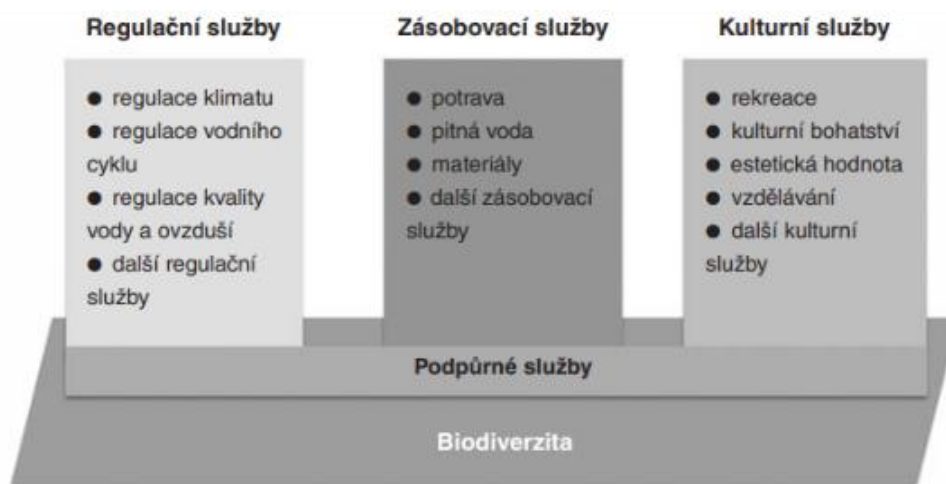 Regulační služby
● regulace klimatu
● regulace vodního
cyklu
● regulace kvality
vody a ovzduší
● další regulační
služby
Zásobovací služby
● potrava
● pitná voda
● materiály
● další zásobovací
služby
Kulturní služby
● rekreace
● kulturní bohatství
● estetická hodnota
● vzdělávání
● další kulturní
služby
Podpůrné služby
Biodiverzita